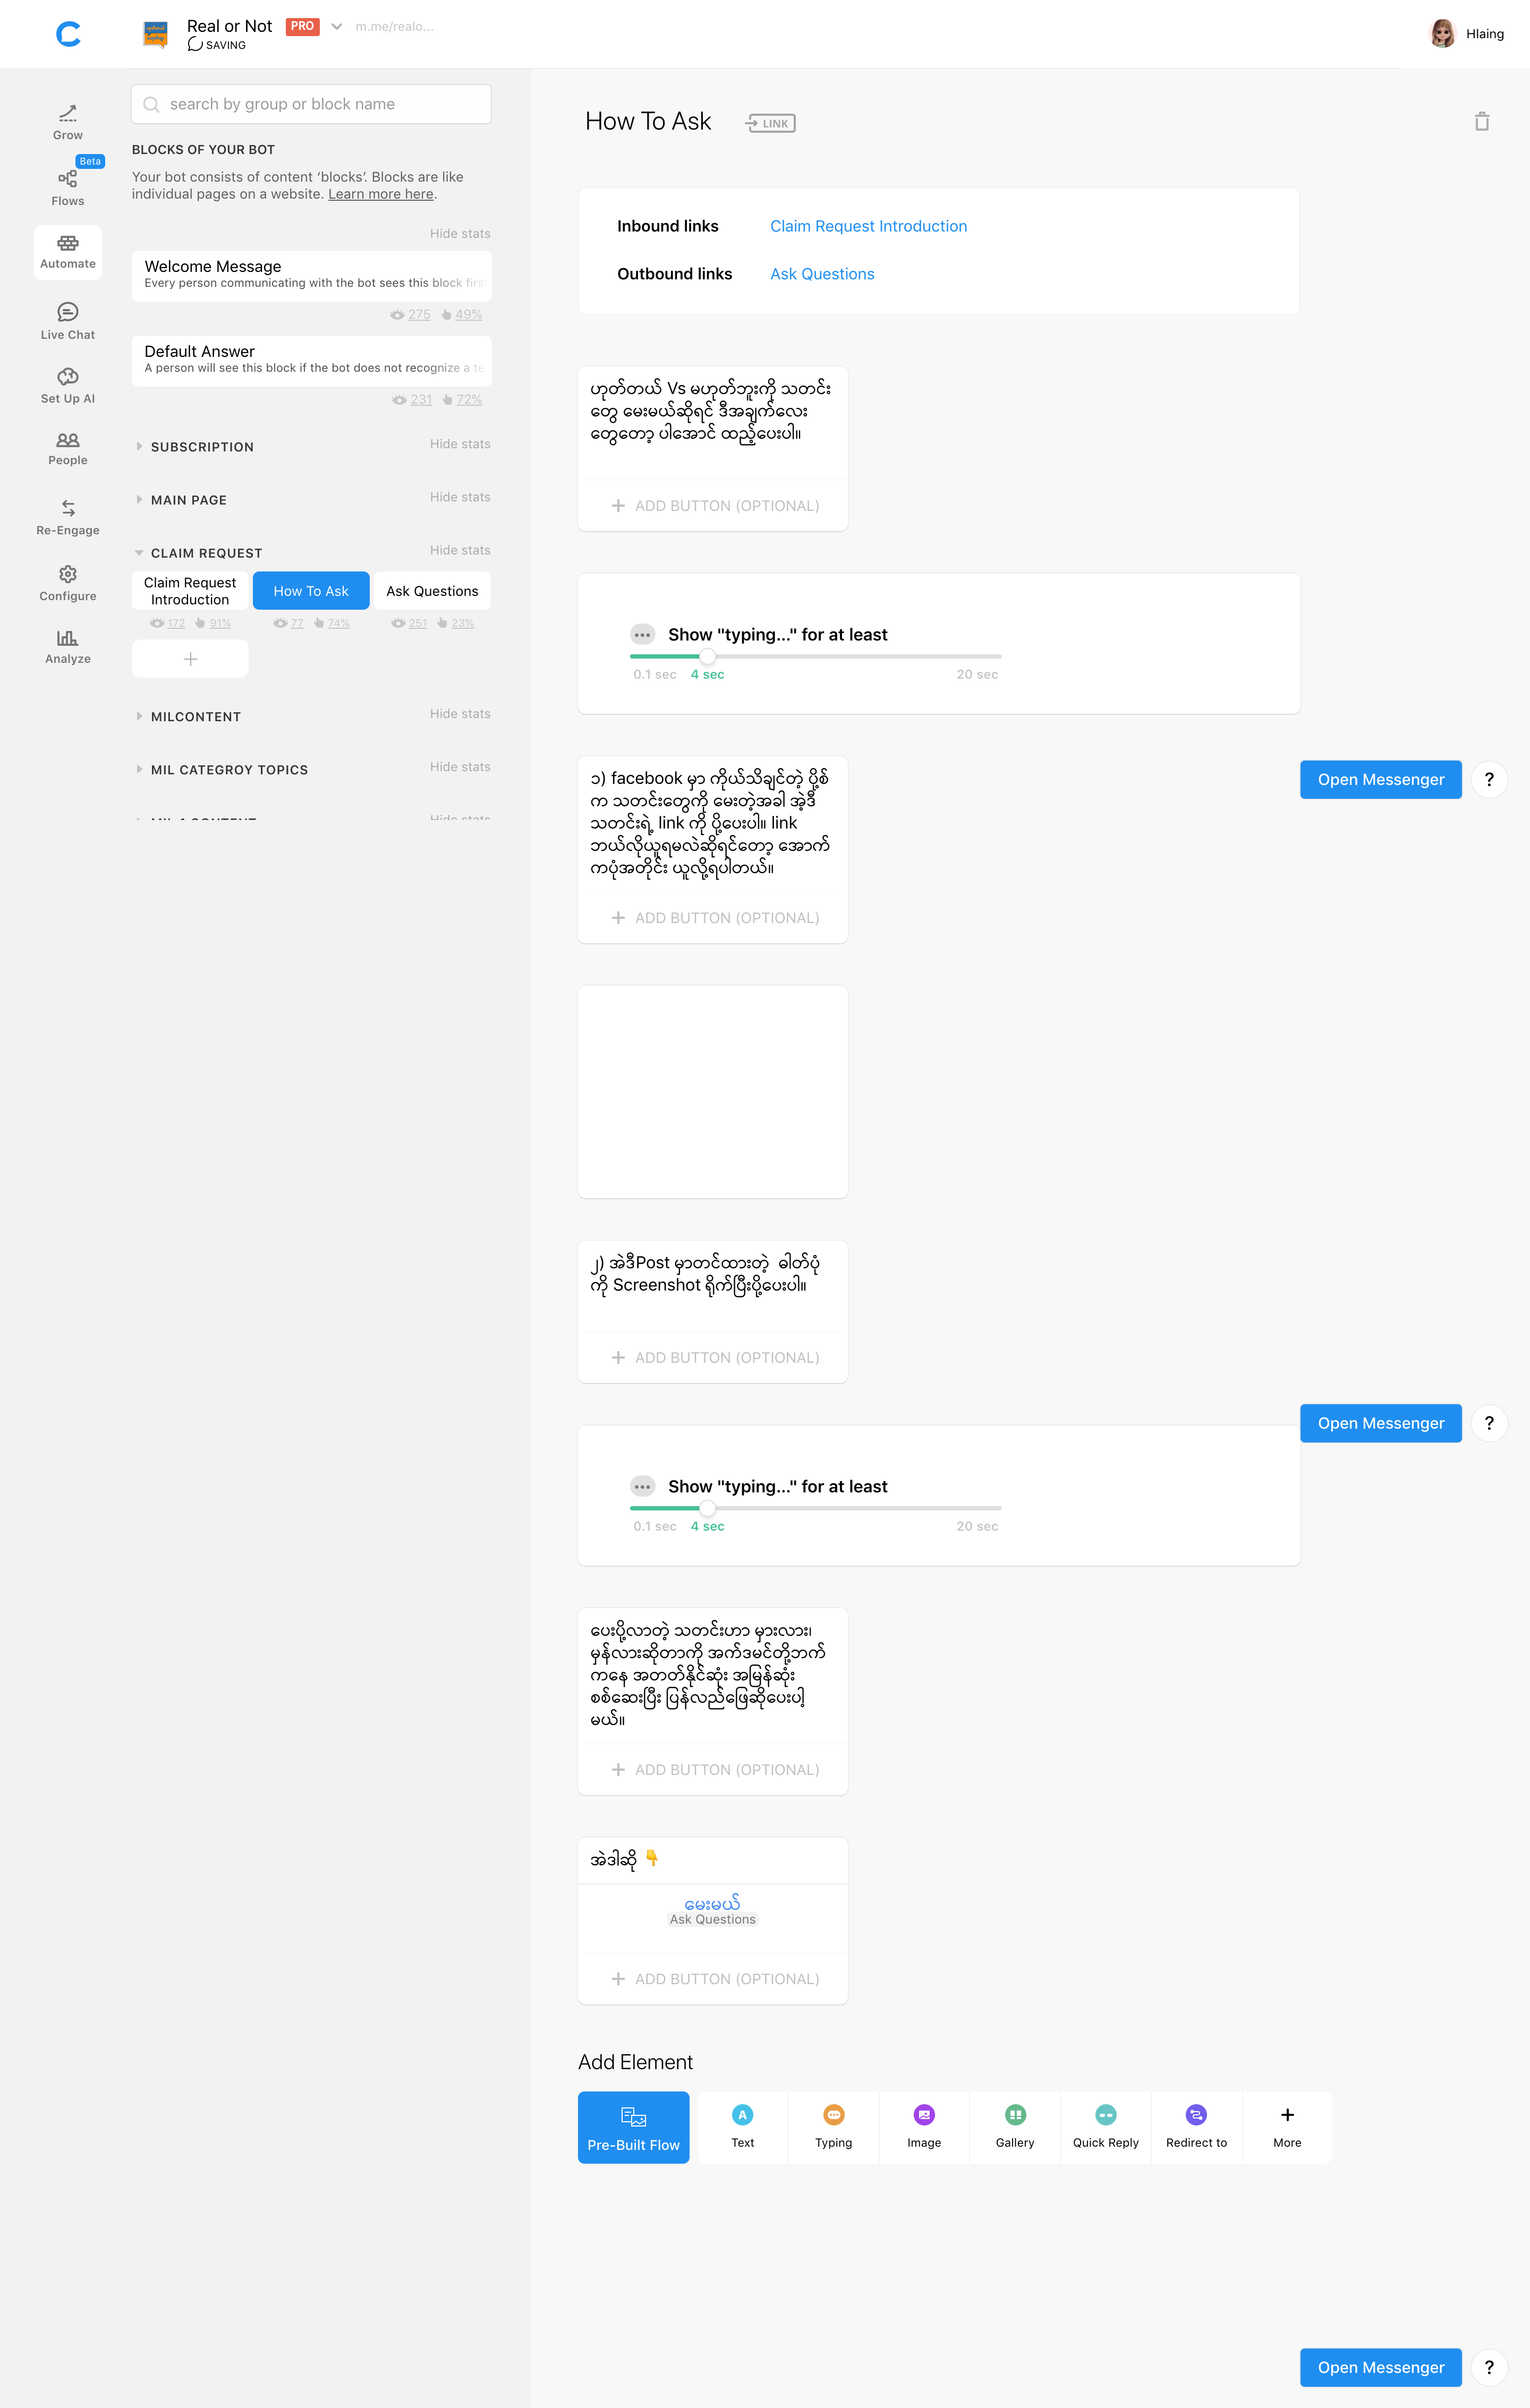 Real or Not PRO m.me/realo...
SAVING
Hlaing
Grow
Beta
Flows
Automate
Live Chat
Set Up AI
People
Re-Engage
Configure
Analyze
search by group or block name
BLOCKS OF YOUR BOT
Your bot consists of content ‘blocks’. Blocks are like
individual pages on a website. Learn more here.
Hide stats
Welcome Message
Every person communicating with the bot sees this block firs
275 49%
Default Answer
A person will see this block if the bot does not recognize a te
231 72%
SUBSCRIPTION Hide stats
MAIN PAGE Hide stats
CLAIM REQUEST Hide stats
Claim Request
Introduction
How To Ask
Ask Questions
172 91%
77 74%
251 23%
MILCONTENT Hide stats
MIL CATEGROY TOPICS Hide stats
How To Ask
LINK
Inbound links Claim Request Introduction
Outbound links Ask Questions
ဟုတ်တယ် Vs မဟုတ်ဘူးကို သတင်း
တွေ မေးမယ်ဆိုရင် ဒီအချက်လေး
တွေတော့ ပါအောင် ထည့်ပေးပါ။
+ ADD BUTTON (OPTIONAL)
Show "typing..." for at least
0.1 sec 4 sec 20 sec
၁) facebook မှာ ကိုယ်သိချင်တဲ့ ပို့စ်
က သတင်းတွေကို မေးတဲ့အခါ အဲ့ဒီ
သတင်းရဲ့ link ကို ပို့ပေးပါ။ link
ဘယ်လိုယူရမလဲဆိုရင်တော့ အောက်
ကပုံအတိုင်း ယူလို့ရပါတယ်။
+ ADD BUTTON (OPTIONAL)
Open Messenger ?
၂) အဲဒီPost မှာတင်ထားတဲ့ ဓါတ်ပုံ
ကို Screenshot ရိုက်ပြီးပို့ပေးပါ။
+ ADD BUTTON (OPTIONAL)
Open Messenger ?
Show "typing..." for at least
0.1 sec 4 sec 20 sec
ပေးပို့လာတဲ့ သတင်းဟာ မှားလား၊
မှန်လားဆိုတာကို အက်ဒမင်တို့ဘက်
ကနေ အတတ်နိုင်ဆုံး အမြန်ဆုံး
စစ်ဆေးပြီး ပြန်လည်ဖြေဆိုပေးပါ့
မယ်။
+ ADD BUTTON (OPTIONAL)
အဲဒါဆို 👇
မေးမယ်
Ask Questions
+ ADD BUTTON (OPTIONAL)
Add Element
Pre-Built Flow
Text
Typing
Image
Gallery
Quick Reply
Redirect to
More
Open Messenger ?